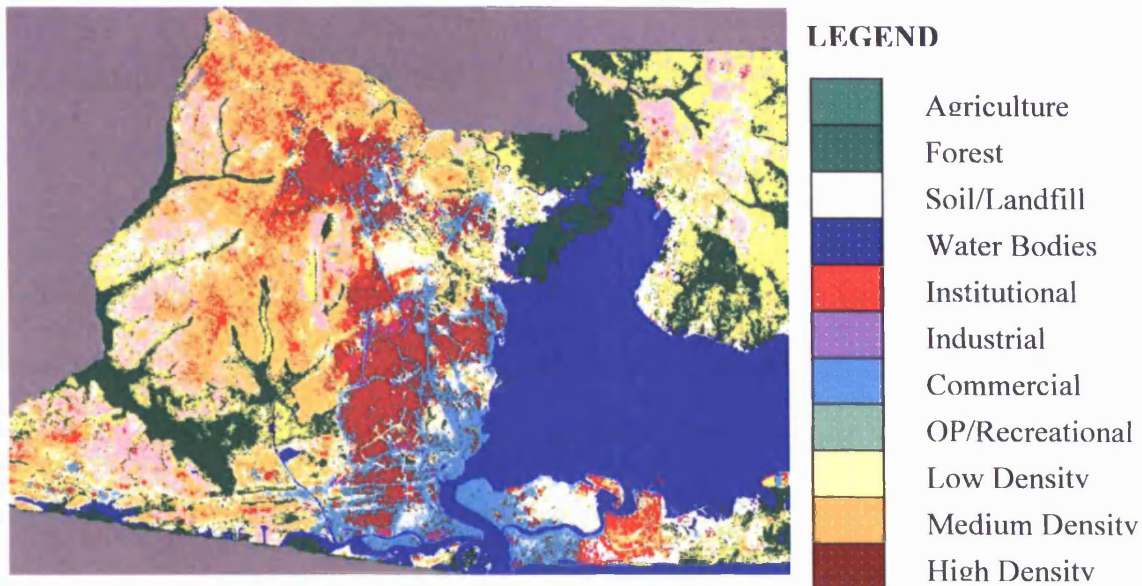 LEGEND
Agriculture
Forest
Soil/Landfill
Water Bodies
Institutional
Industrial
Commercial
OP/Recreational
Low Density
Medium Density
High Density